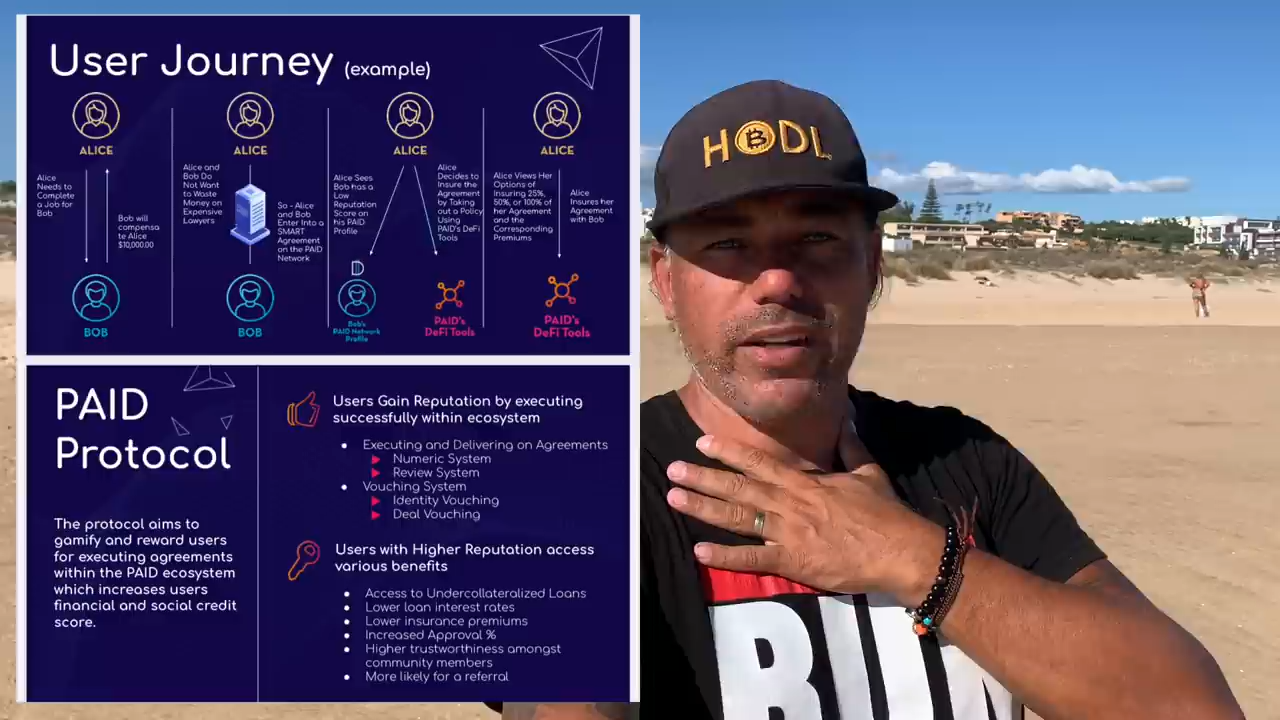 User Journey (example)
ALICE
ALICE
ALICE
ALICE
Alice
Needs to
Complete
a Job for
Bob
Bob will
compensa
te Alice
$10,000.00
BOB
Alice and
Bob Do
Not Want
to Waste
Money on
Expensive
Lawyers
So - Alice
and Bob
Enter Into a
SMART
Agreement
on the PAID
Network
BOB
Alice Sees
Bob has a
Low
Reputation
Score on
his PAID
Profile
Alice
Decides to
Insure the
Agreement
by Taking
out a Policy
Using
PAID's DeFi
Tools
Bob's
PAID Network
Profile
PAID's
DeFi Tools
Alice Views Her
Options of
Insuring 25%,
50%, or 100% of
her Agreement
and the
Corresponding
Premiums
Alice
Insures her
Agreement
with Bob
PAID's
DeFi Tools
PAID
Protocol
The protocol aims to
gamify and reward users
for executing agreements
within the PAID ecosystem
which increases users
financial and social credit
score.
Users Gain Reputation by executing
successfully within ecosystem
Executing and Delivering on Agreements
Numeric System
Review System
Vouching System
Identity Vouching
Deal Vouching
Users with Higher Reputation access
various benefits
Access to Undercollateralized Loans
Lower loan interest rates
Lower insurance premiums
Increased Approval %
Higher trustworthiness amongst
community members
More likely for a referral
H₿DL
RUN